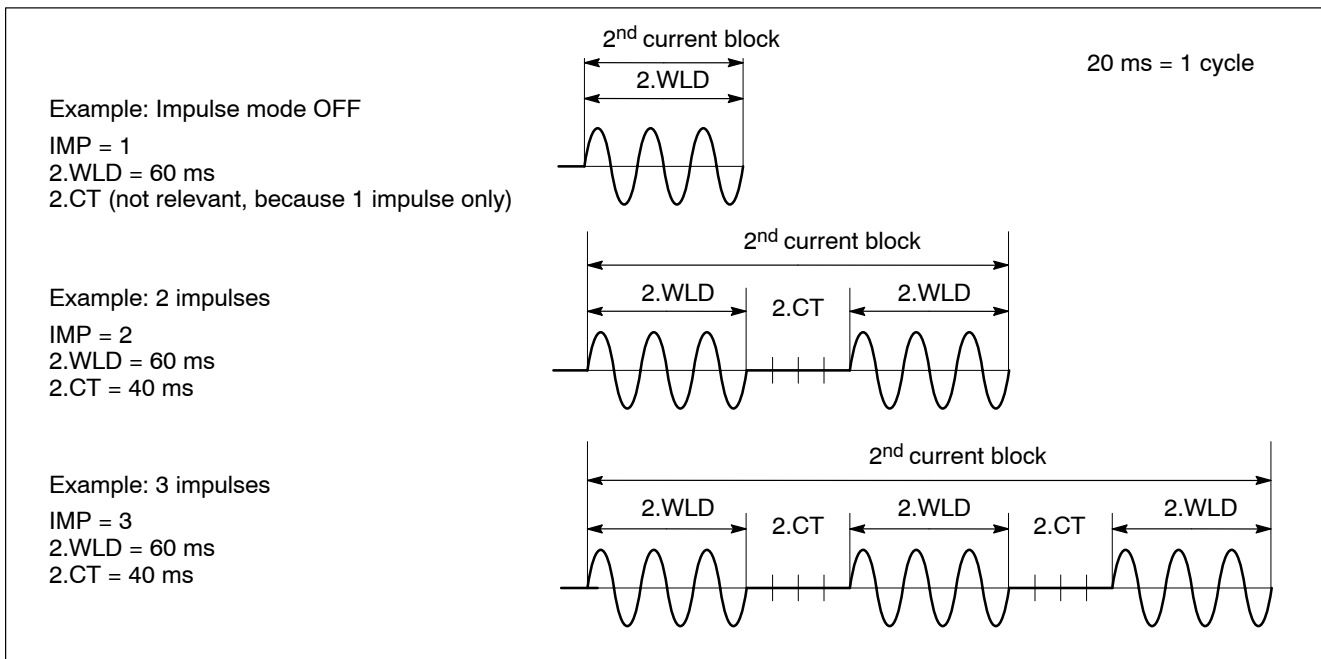 2nd current block
20 ms = 1 cycle
2.WLD
Example: Impulse mode OFF
IMP = 1
2.WLD = 60 ms
2.CT (not relevant, because 1 impulse only)
2nd current block
Example: 2 impulses
2.WLD 2.CT 2.WLD
IMP = 2
2.WLD = 60 ms
2.CT = 40 ms
2nd current block
Example: 3 impulses
2.WLD 2.CT 2.WLD 2.CT 2.WLD
IMP = 3
2.WLD = 60 ms
2.CT = 40 ms